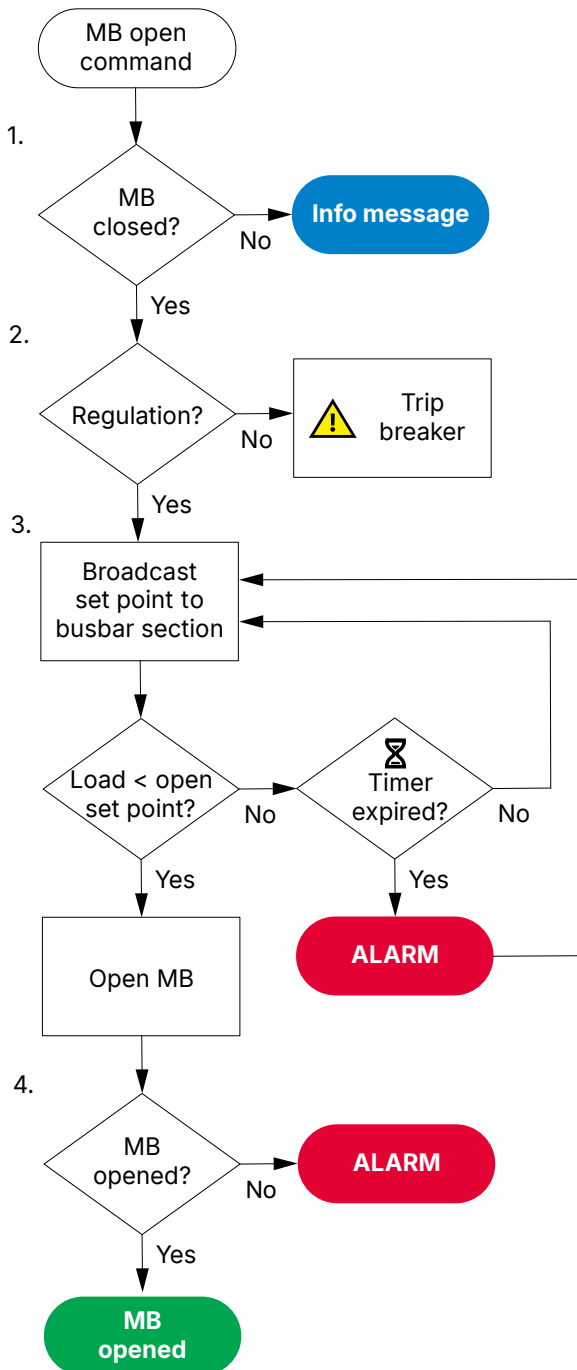 MB open
command
1.
MB
closed?
No
Info message
Yes
2.
Regulation?
No
Trip
breaker
Yes
3.
Broadcast
set point to
busbar section
Load < open
set point?
No
Timer
expired?
No
Yes
Yes
Open MB
ALARM
4.
MB
opened?
No
ALARM
Yes
MB
opened